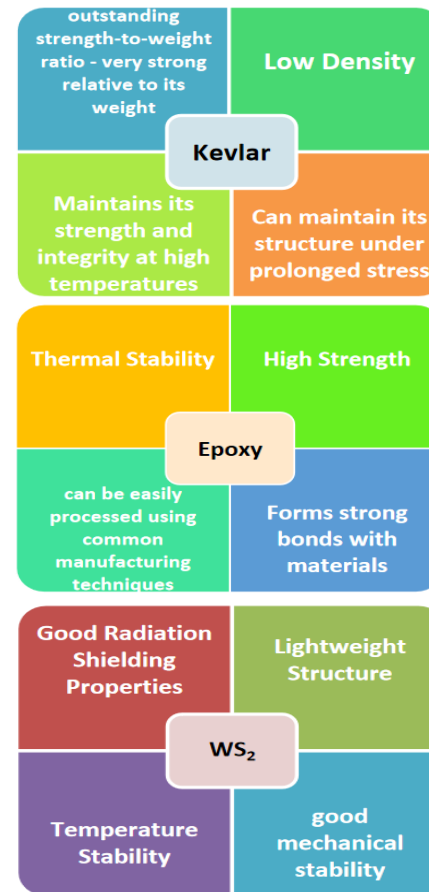 outstanding
strength-to-weight
ratio - very strong
relative to its
weight
Low Density
Kevlar
Maintains its
strength and
integrity at high
temperatures
Can maintain its
structure under
prolonged stress
Thermal Stability
High Strength
Epoxy
can be easily
processed using
common
manufacturing
techniques
Forms strong
bonds with
materials
Good Radiation
Shielding
Properties
Lightweight
Structure
WS₂
Temperature
Stability
good
mechanical
stability